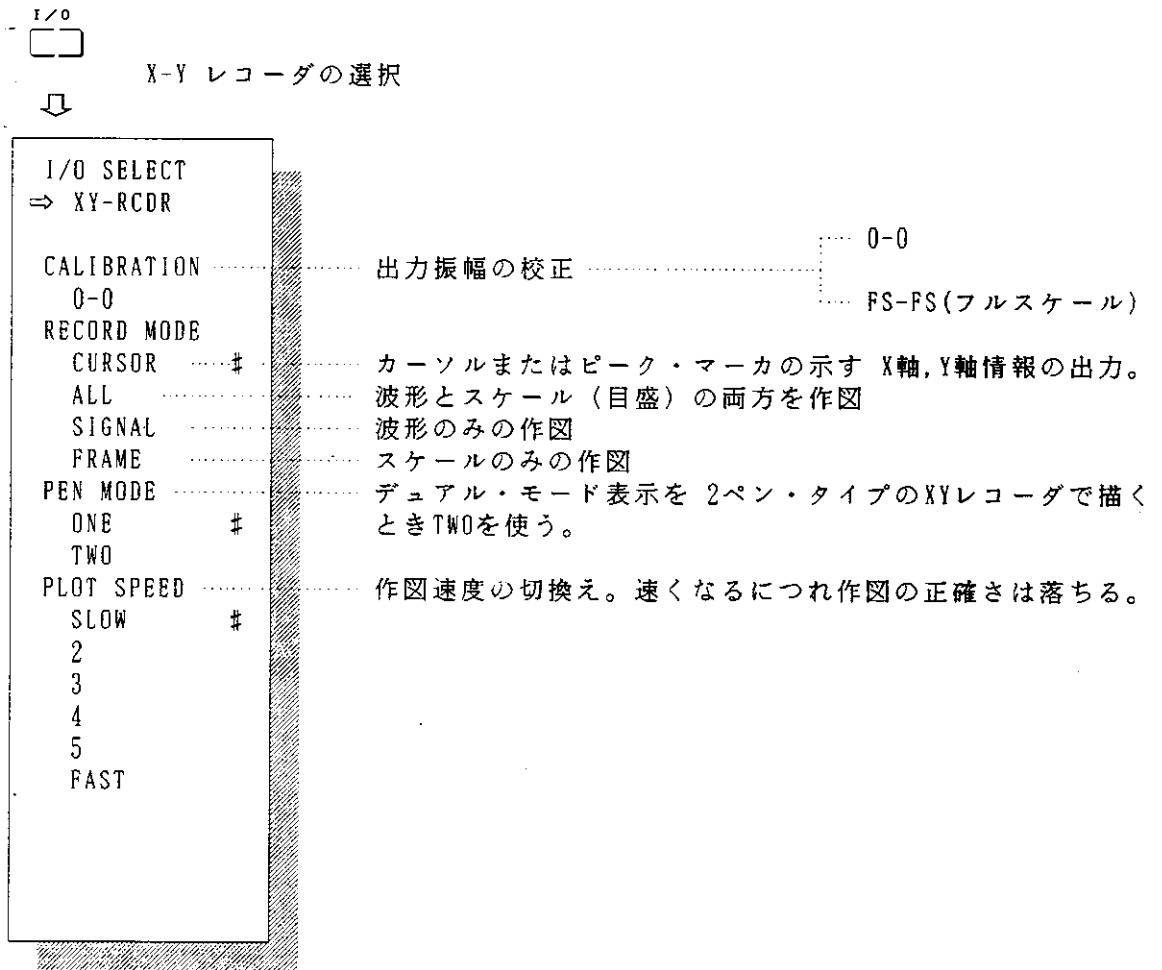 I/O
X-Y レコーダの選択
I/O SELECT
⇒ XY-RCDR
0-0
CALIBRATION 出力振幅の校正
0-0
FS-FS(フルスケール)
RECORD MODE
CURSOR # カーソルまたはピーク・マーカの示す X軸,Y軸情報の出力。
ALL 波形とスケール（目盛）の両方を作図
SIGNAL 波形のみの作図
FRAME スケールのみの作図
PEN MODE デュアル・モード表示を 2ペン・タイプのXYレコーダで描く
ONE # ときTWOを使う。
TWO
PLOT SPEED 作図速度の切換え。速くなるにつれ作図の正確さは落ちる。
SLOW #
2
3
4
5
FAST